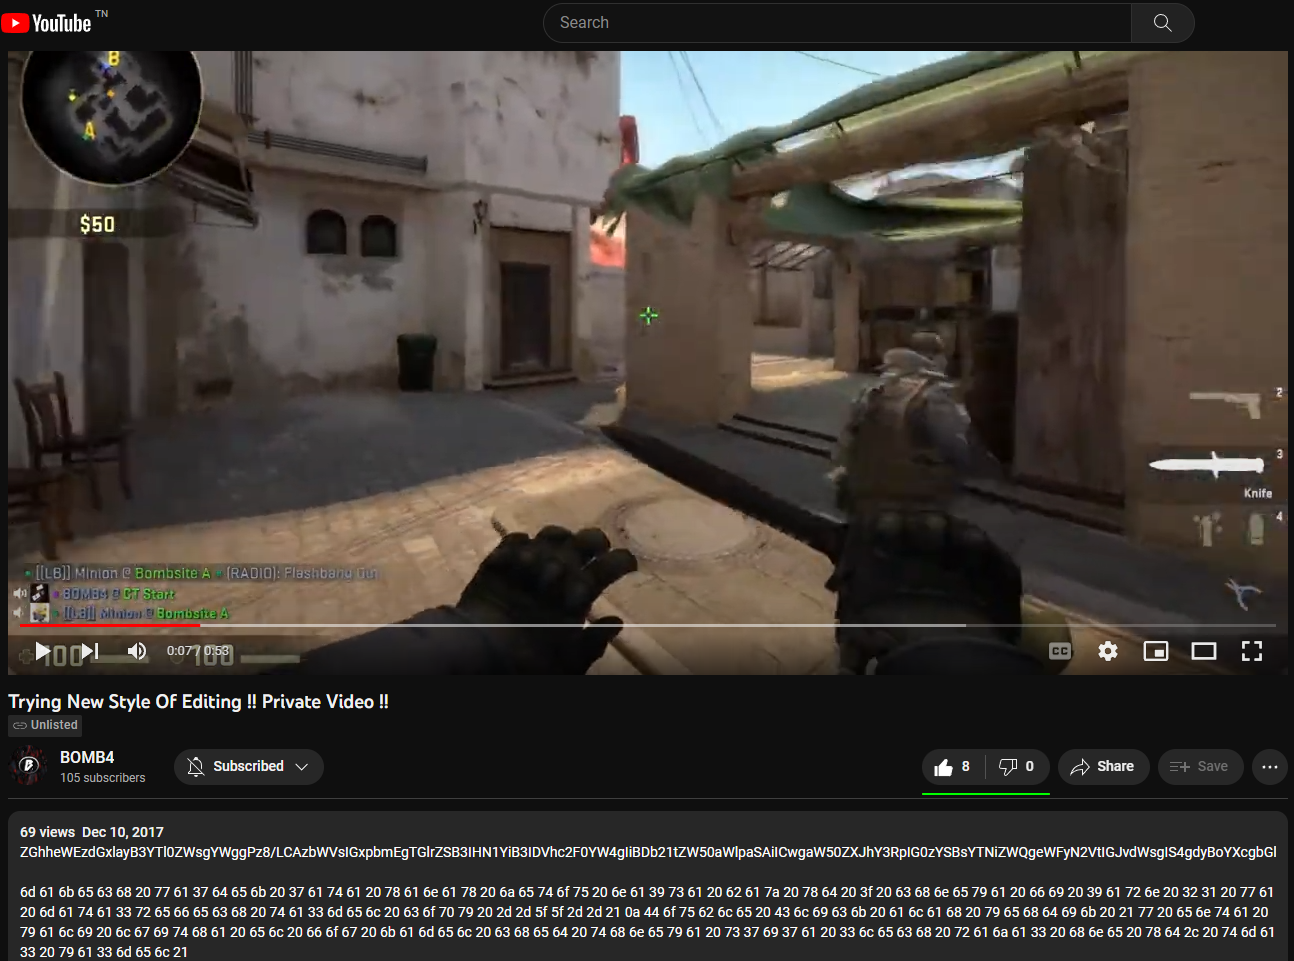 YouTube TN
Search
B
A
$50
2
3
Knife
4
[[LB]] Minion @ Bombsite A (RADIO): Flashbang Out
BOMB4 @ CT Start
[[LB]] Minion @ Bombsite A
100 100
0:07 / 0:53
CC
Trying New Style Of Editing !! Private Video !!
Unlisted
BOMB4
105 subscribers
Subscribed
8
0
Share
Save
69 views Dec 10, 2017
ZGhheWEzdGxlayB3YTl0ZWsgYWggPz8/LCAzbWVsIGxpbmEgTGlrZSB3IHN1YiB3IDVhc2F0YW4gIiBDb21tZW50aWlpaSAiICwgaW50ZXJhY3RpIG0zYSBsYTNiZWQgeWFyN2VtIGJvdWsgIS4gdyBoYXcgbGl
6d 61 6b 65 63 68 20 77 61 37 64 65 6b 20 37 61 74 61 20 78 61 6e 61 78 20 6a 65 74 6f 75 20 6e 61 39 73 61 20 62 61 7a 20 78 64 20 3f 20 63 68 6e 65 79 61 20 66 69 20 39 61 72 6e 20 32 31 20 77 61
20 6d 61 74 61 33 72 65 66 65 63 68 20 74 61 33 6d 65 6c 20 63 6f 70 79 20 2d 2d 5f 5f 2d 2d 21 0a 44 6f 75 62 6c 65 20 43 6c 69 63 6b 20 61 6c 61 68 20 79 65 68 64 69 6b 20 21 77 20 65 6e 74 61 20
79 61 6c 69 20 6c 67 69 74 68 61 20 65 6c 20 66 6f 67 20 6b 61 6d 65 6c 20 63 68 65 64 20 74 68 6e 65 79 61 20 73 37 69 37 61 20 33 6c 65 63 68 20 72 61 6a 61 33 20 68 6e 65 20 78 64 2c 20 74 6d 61
33 20 79 61 33 6d 65 6c 21